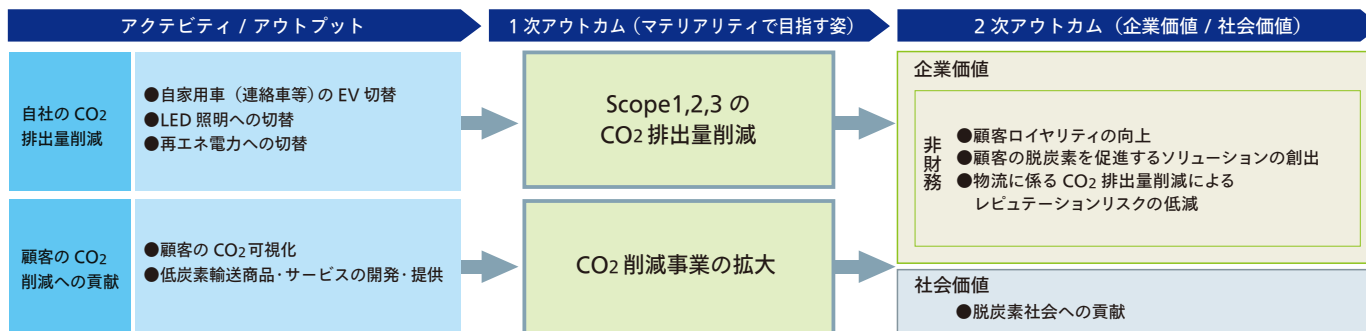 アクテビティ / アウトプット
1次アウトカム（マテリアリティで目指す姿）
2次アウトカム（企業価値 / 社会価値）
自社の CO2
排出量削減
●自家用車（連絡車等）の EV 切替
●LED 照明への切替
●再エネ電力への切替
Scope1,2,3 の
CO2 排出量削減
顧客の CO2
削減への貢献
●顧客の CO2 可視化
●低炭素輸送商品・サービスの開発・提供
CO2 削減事業の拡大
企業価値
非財務
●顧客ロイヤリティの向上
●顧客の脱炭素を促進するソリューションの創出
●物流に係る CO2 排出量削減による
レピュテーションリスクの低減
社会価値
●脱炭素社会への貢献